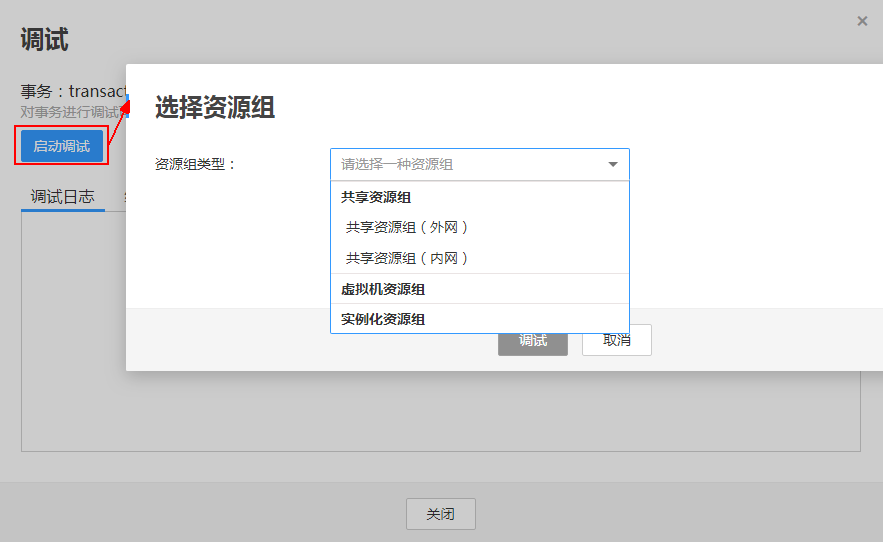 调试
事务：transact
对事务进行调试
启动调试
调试日志
选择资源组
资源组类型：
请选择一种资源组
共享资源组
共享资源组（外网）
共享资源组（内网）
虚拟机资源组
实例化资源组
调试
取消
关闭